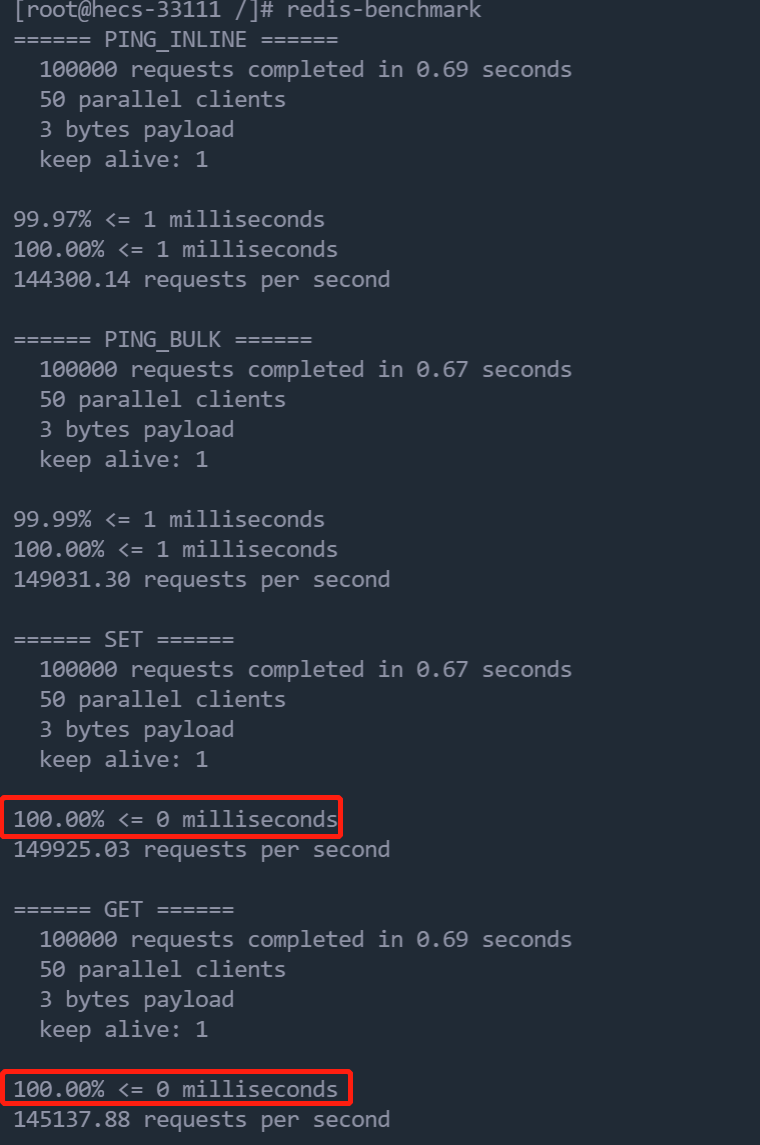 [root@hecs-33111 /]# redis-benchmark
====== PING_INLINE ======
  100000 requests completed in 0.69 seconds
  50 parallel clients
  3 bytes payload
  keep alive: 1

99.97% <= 1 milliseconds
100.00% <= 1 milliseconds
144300.14 requests per second

====== PING_BULK ======
  100000 requests completed in 0.67 seconds
  50 parallel clients
  3 bytes payload
  keep alive: 1

99.99% <= 1 milliseconds
100.00% <= 1 milliseconds
149031.30 requests per second

====== SET ======
  100000 requests completed in 0.67 seconds
  50 parallel clients
  3 bytes payload
  keep alive: 1

100.00% <= 0 milliseconds
149925.03 requests per second

====== GET ======
  100000 requests completed in 0.69 seconds
  50 parallel clients
  3 bytes payload
  keep alive: 1

100.00% <= 0 milliseconds
145137.88 requests per second